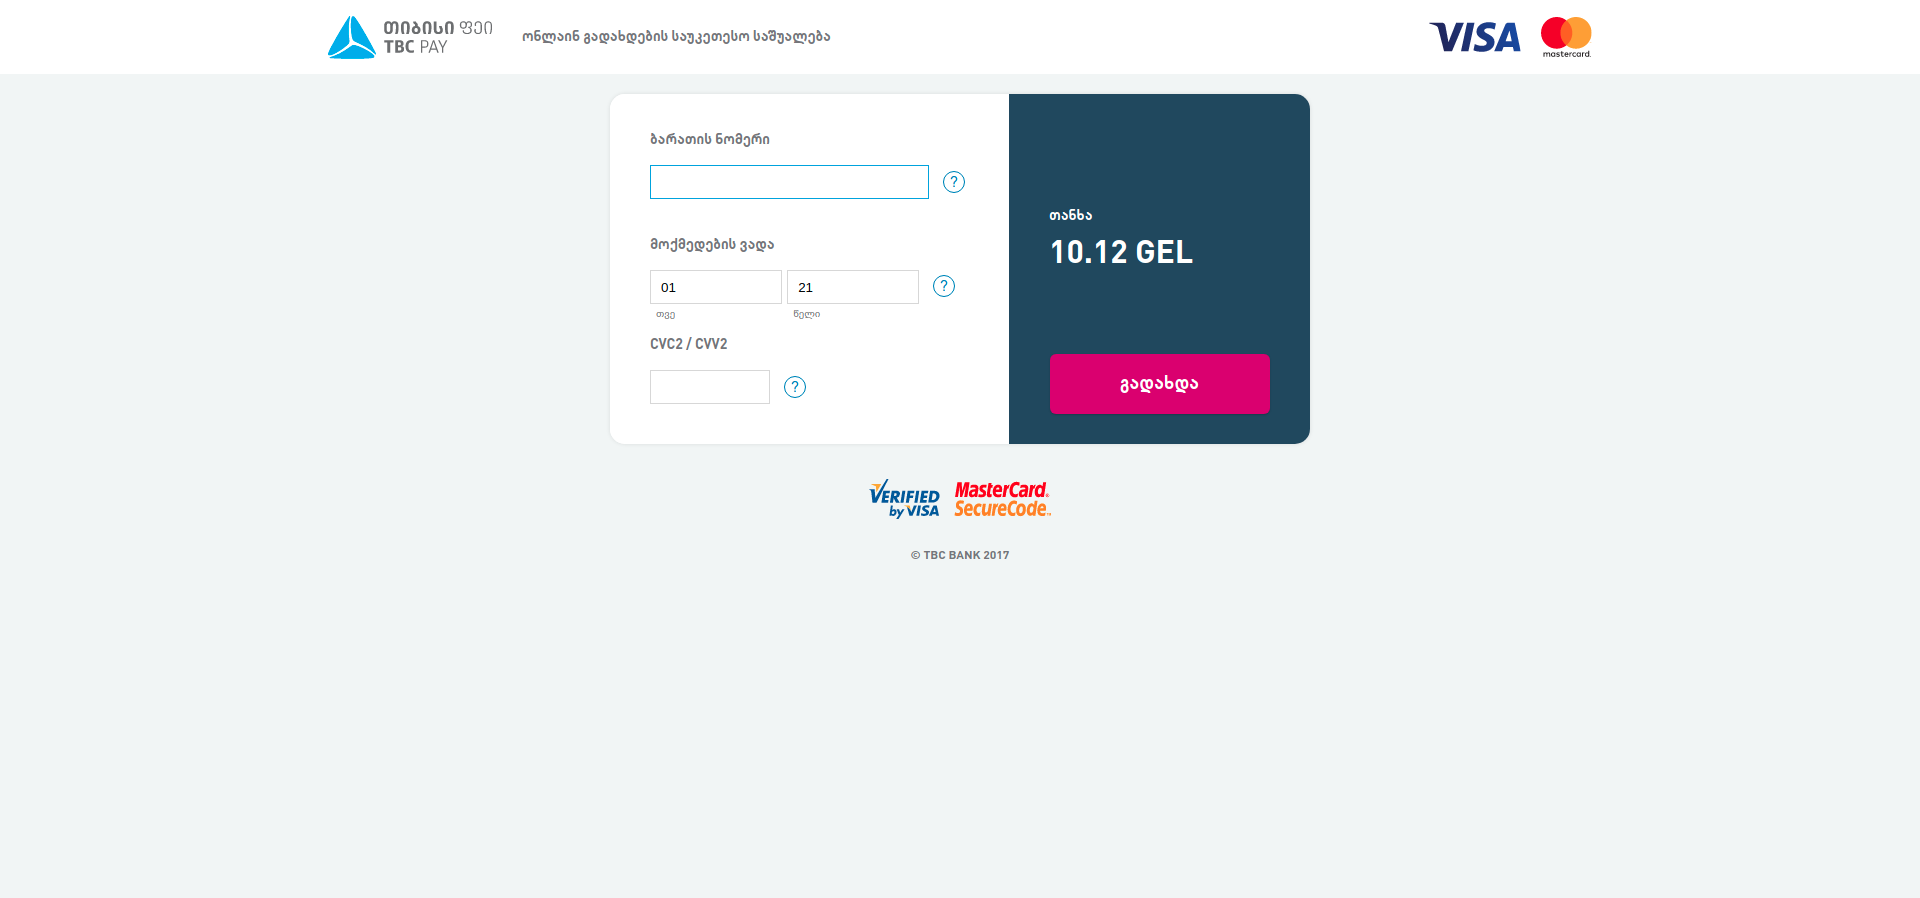 თიბისი ფეი
TBC PAY
ონლაინ გადახდების საუკეთესო საშუალება
VISA
mastercard.
ბარათის ნომერი
?
მოქმედების ვადა
01
21
?
თვე
წელი
CVC2 / CVV2
?
თანხა
10.12 GEL
გადახდა
VERIFIED
by VISA
MasterCard®
SecureCode™
© TBC BANK 2017